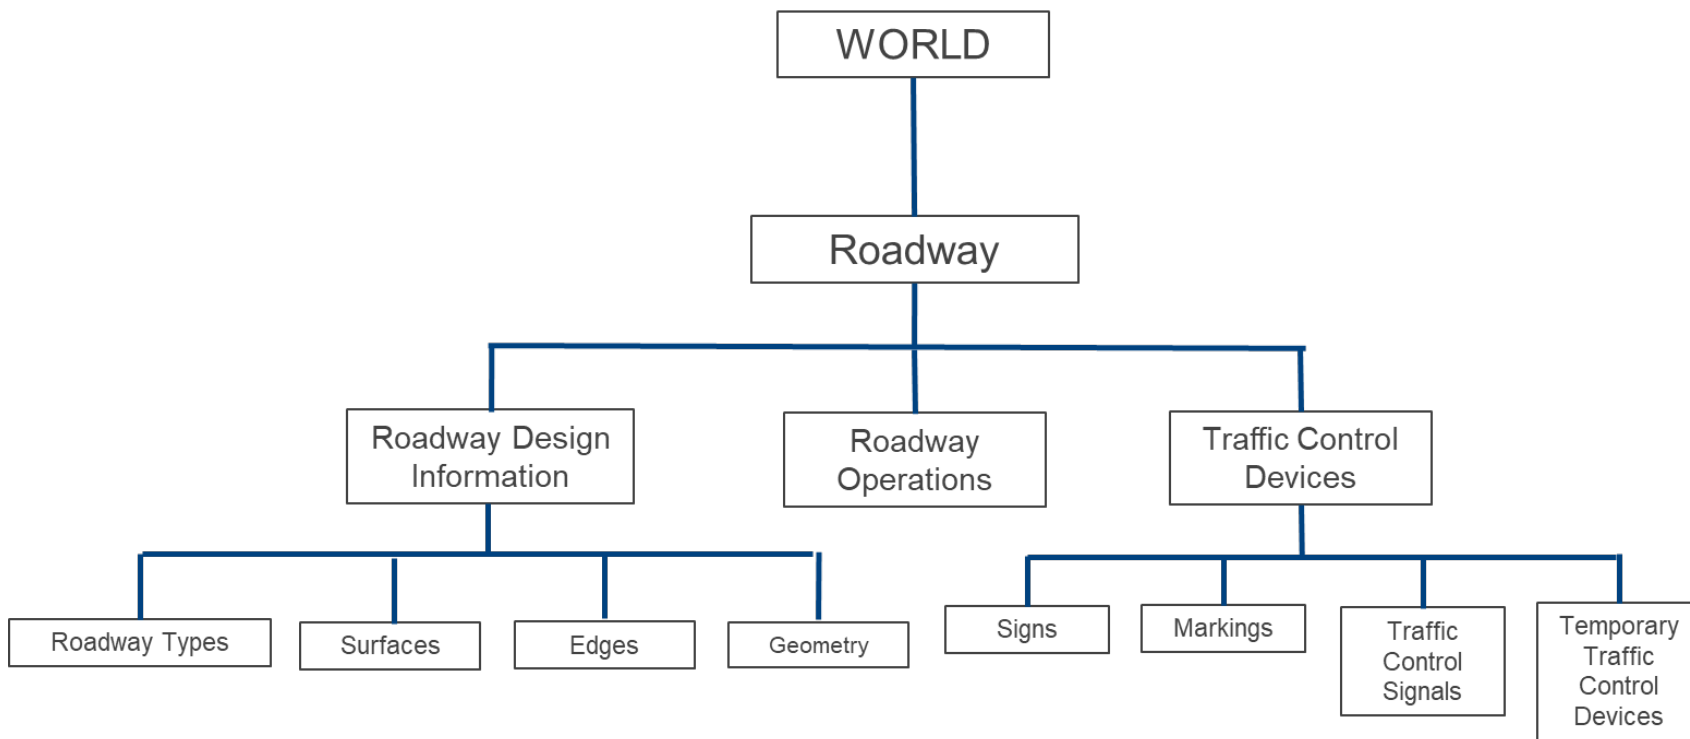 WORLD
Roadway
Roadway Design
Information
Roadway
Operations
Traffic Control
Devices
Roadway Types
Surfaces
Edges
Geometry
Signs
Markings
Traffic
Control
Signals
Temporary
Traffic
Control
Devices